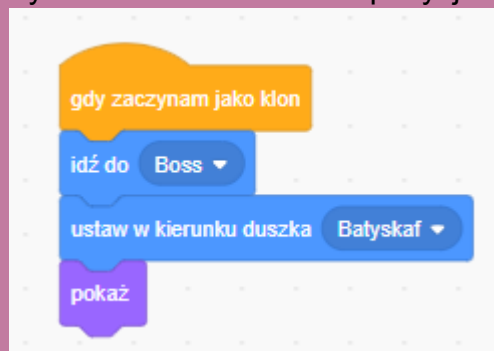 gdy zaczynam jako klon
idź do Boss
ustaw w kierunku duszka Batyskaf
pokaż